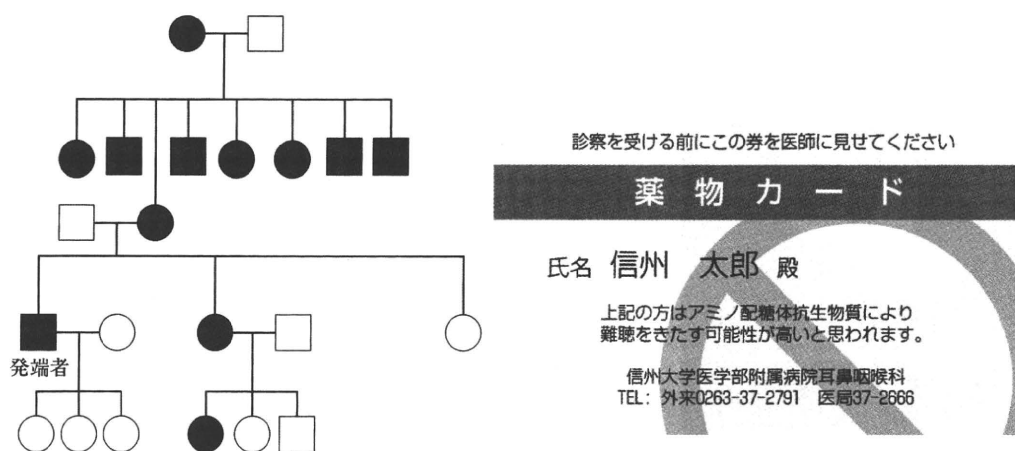 発端者
診察を受ける前にこの券を医師に見せてください
薬物カード
氏名 信州 太郎 殿
上記の方はアミノ配糖体抗生物質により
難聴をきたす可能性が高いと思われます。
信州大学医学部附属病院耳鼻咽喉科
TEL: 外来0263-37-2791 医局37-2666